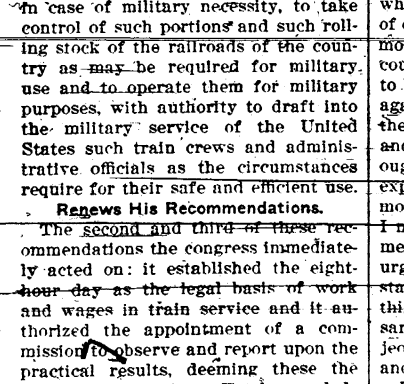 In case of military necessity, to take
control of such portions and such roll-
ing stock of the railroads of the coun-
try as may be required for military
use and to operate them for military
purposes, with authority to draft into
the military service of the United
States such train crews and adminis-
trative officials as the circumstances
require for their safe and efficient use.
Renews His Recommendations.
The second and third of these rec-
ommendations the congress immediate-
ly acted on: it established the eight-
hour day as the legal basis of work
and wages in train service and it au-
thorized the appointment of a com-
mission to observe and report upon the
practical results, deeming these the